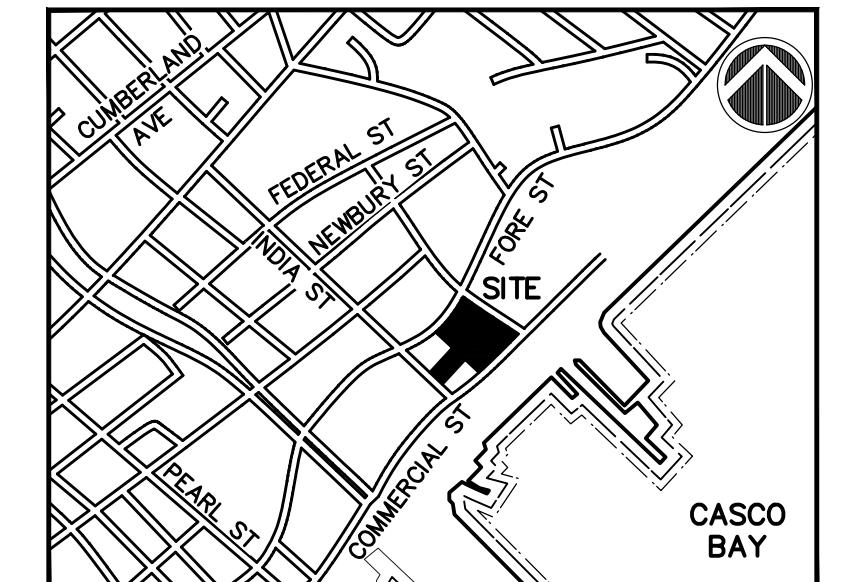 CUMBERLAND
AVE
FEDERAL ST
NEWBURY ST
INDIA ST
FORE ST
SITE
COMMERCIAL ST
PEARL ST
CASCO
BAY